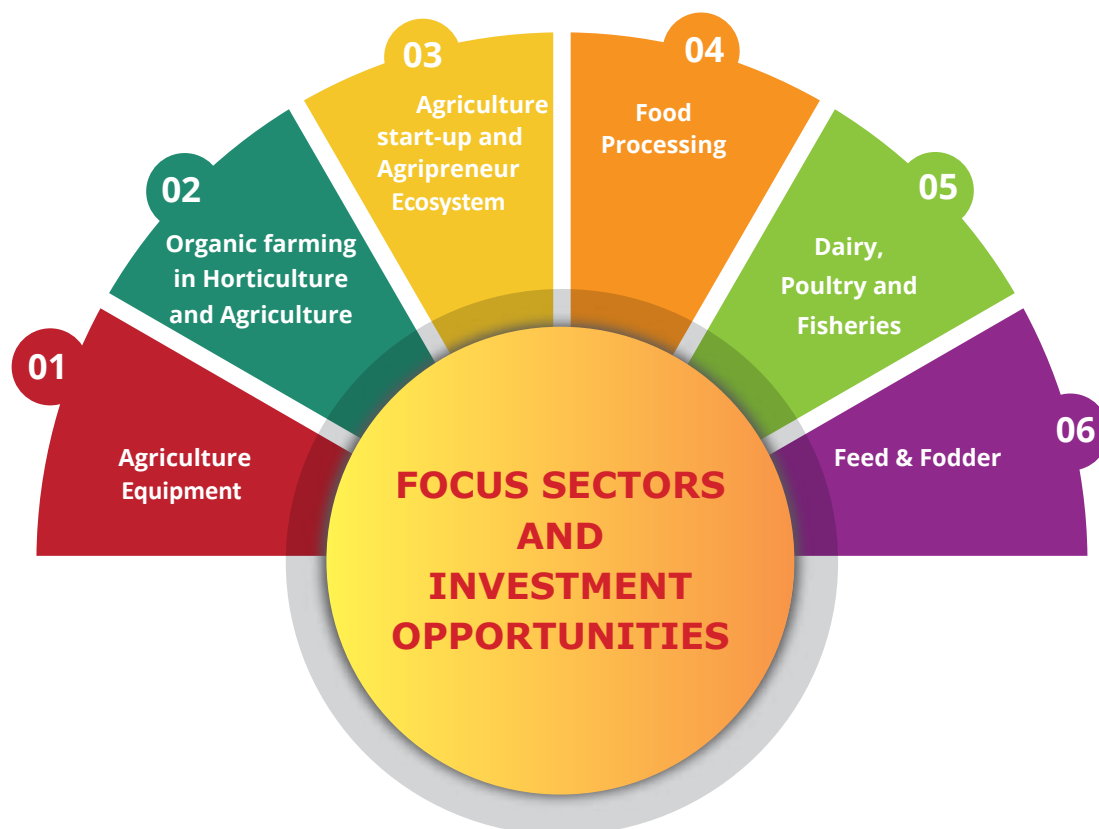 01
Agriculture
Equipment
02
Organic farming
in Horticulture
and Agriculture
03
Agriculture
start-up and
Agripreneur
Ecosystem
04
Food
Processing
05
Dairy,
Poultry and
Fisheries
06
Feed & Fodder
FOCUS SECTORS
AND
INVESTMENT
OPPORTUNITIES